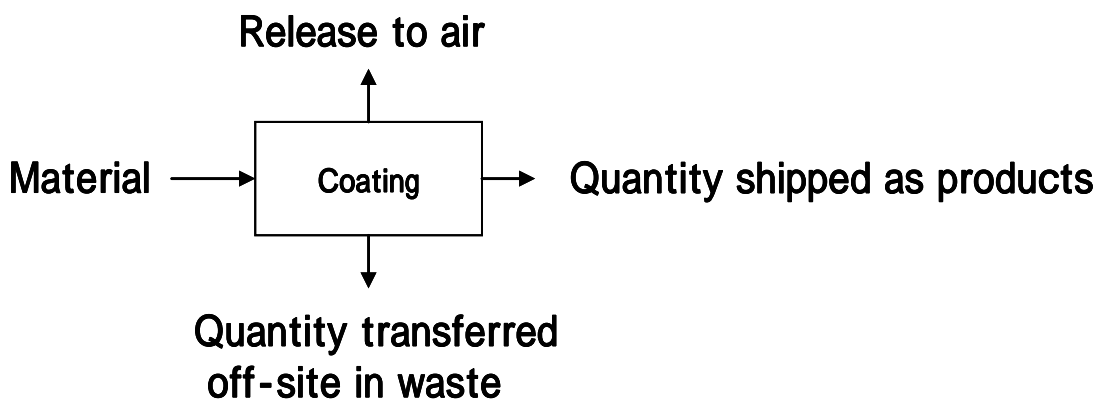 Release to air
Material
Coating
Quantity shipped as products
Quantity transferred
off-site in waste